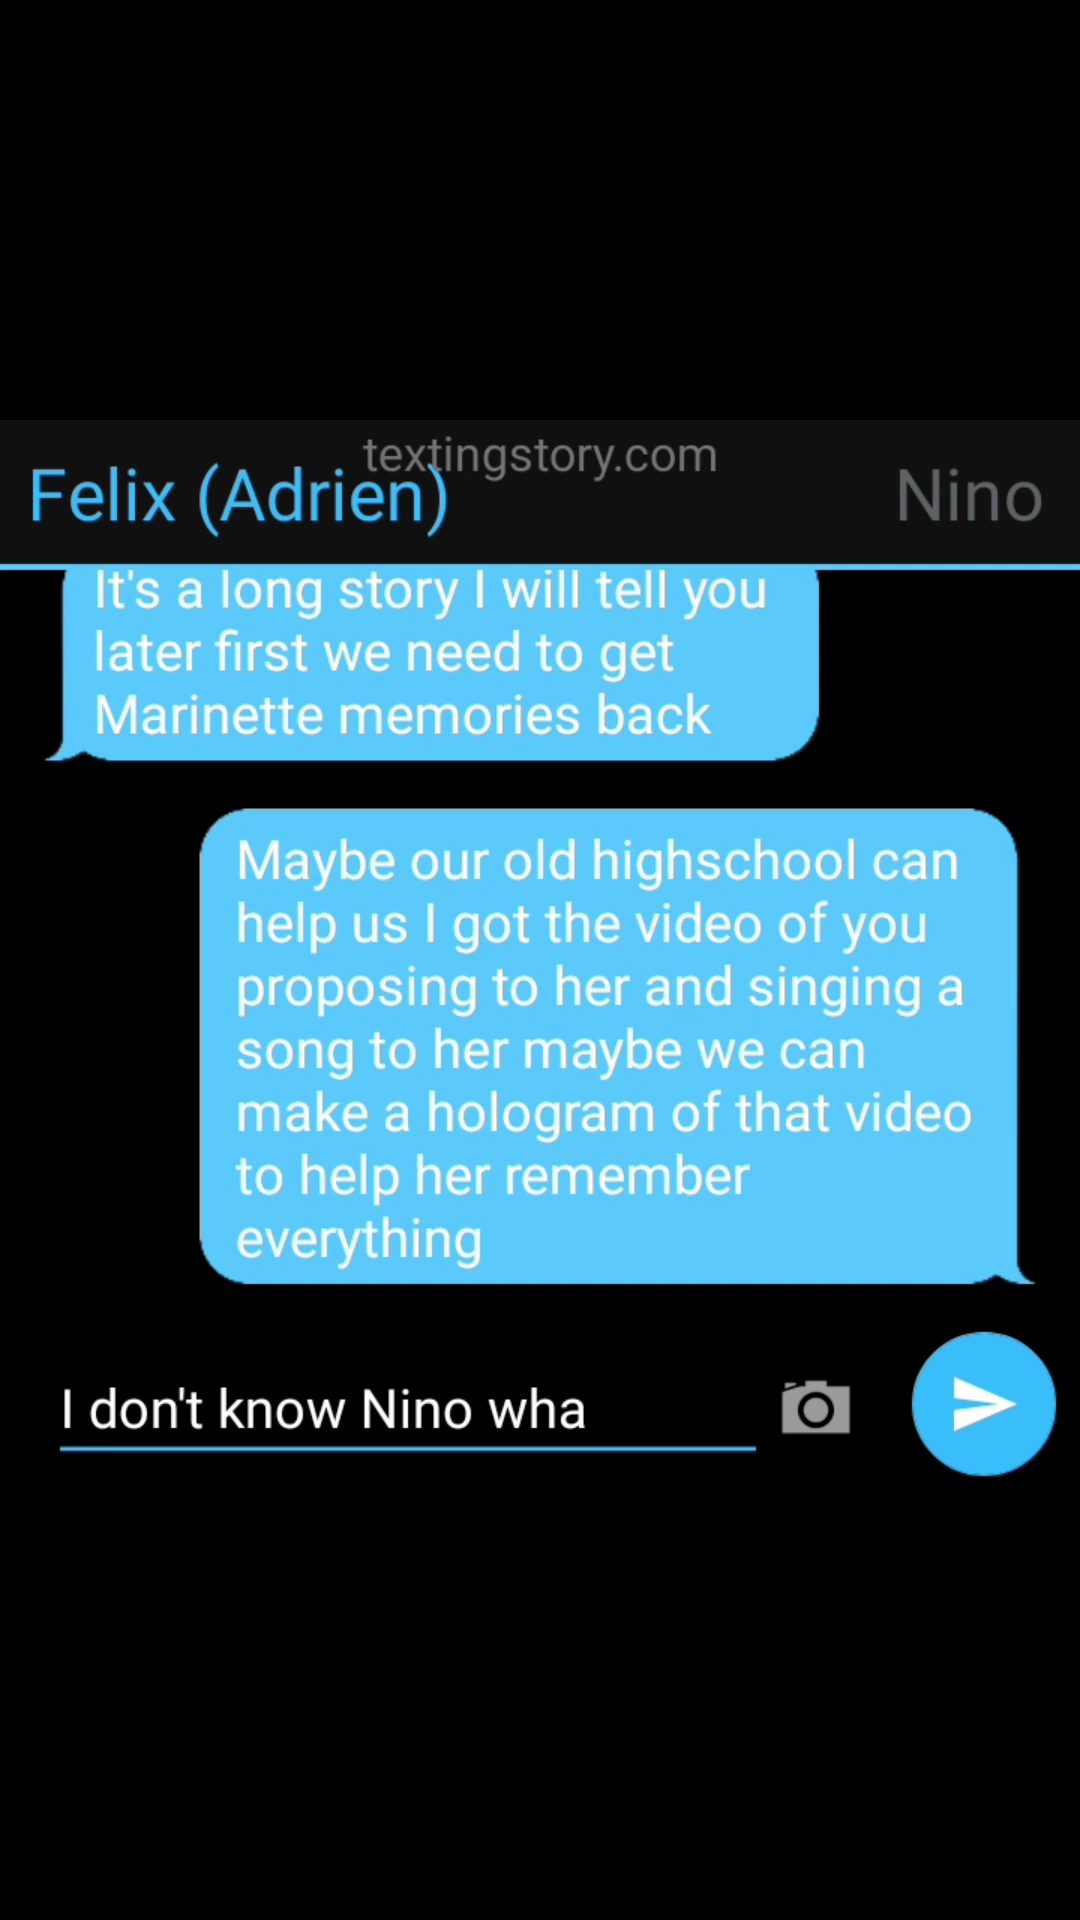 textingstory.com
Felix (Adrien)
Nino
It's a long story I will tell you
later first we need to get
Marinette memories back
Maybe our old highschool can
help us I got the video of you
proposing to her and singing a
song to her maybe we can
make a hologram of that video
to help her remember
everything
I don't know Nino wha